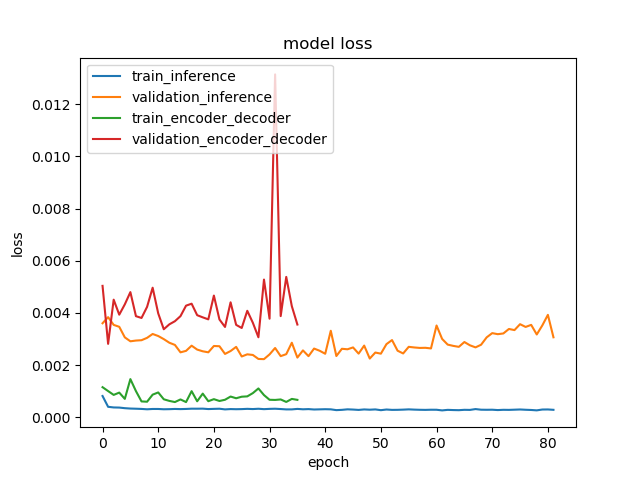 model loss
train_inference
validation_inference
train_encoder_decoder
validation_encoder_decoder
0.012
0.010
0.008
0.006
0.004
0.002
0.000
loss
0 10 20 30 40 50 60 70 80
epoch